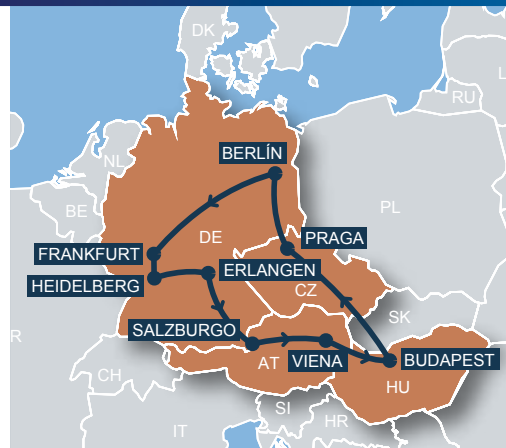 DK
L
RU
BERLÍN
NL
BE
PL
DE
PRAGA
FRANKFURT
ERLANGEN
HEIDELBERG
CZ
SK
SALZBURGO
VIENA
BUDAPEST
AT
CH
HU
SI
HR
IT
R